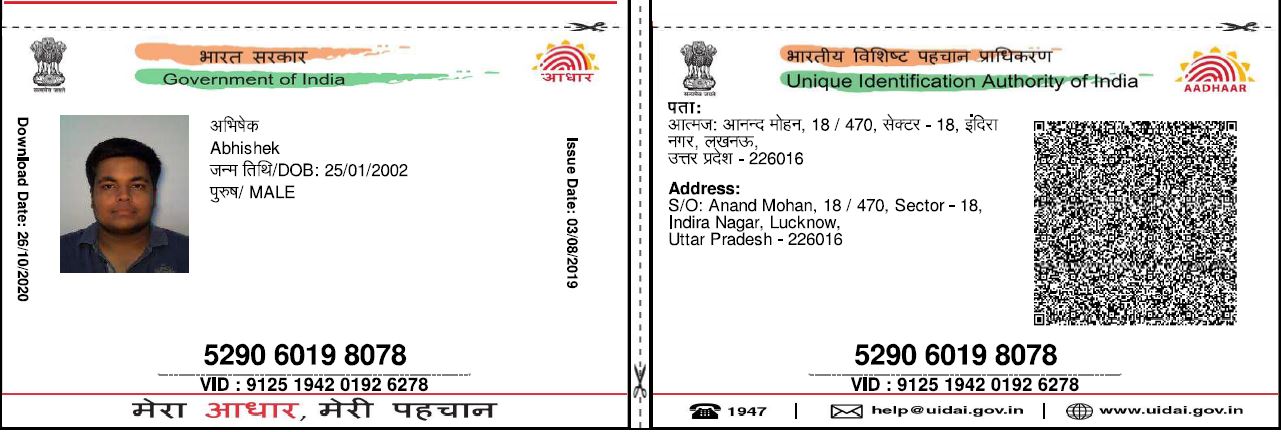 भारत सरकार
Government of India
आधार
सत्यमेव जयते
Download Date: 26/10/2020
अभिषेक
Abhishek
जन्म तिथि/DOB: 25/01/2002
पुरुष/ MALE
Issue Date: 03/08/2019
5290 6019 8078
VID : 9125 1942 0192 6278
मेरा आधार, मेरी पहचान
भारतीय विशिष्ट पहचान प्राधिकरण
Unique Identification Authority of India
AADHAAR
सत्यमेव जयते
पता:
आत्मज: आनन्द मोहन, 18 / 470, सेक्टर - 18, इंदिरा
नगर, लखनऊ,
उत्तर प्रदेश - 226016
Address:
S/O: Anand Mohan, 18 / 470, Sector - 18,
Indira Nagar, Lucknow,
Uttar Pradesh - 226016
5290 6019 8078
VID : 9125 1942 0192 6278
1947 | help@uidai.gov.in | www.uidai.gov.in